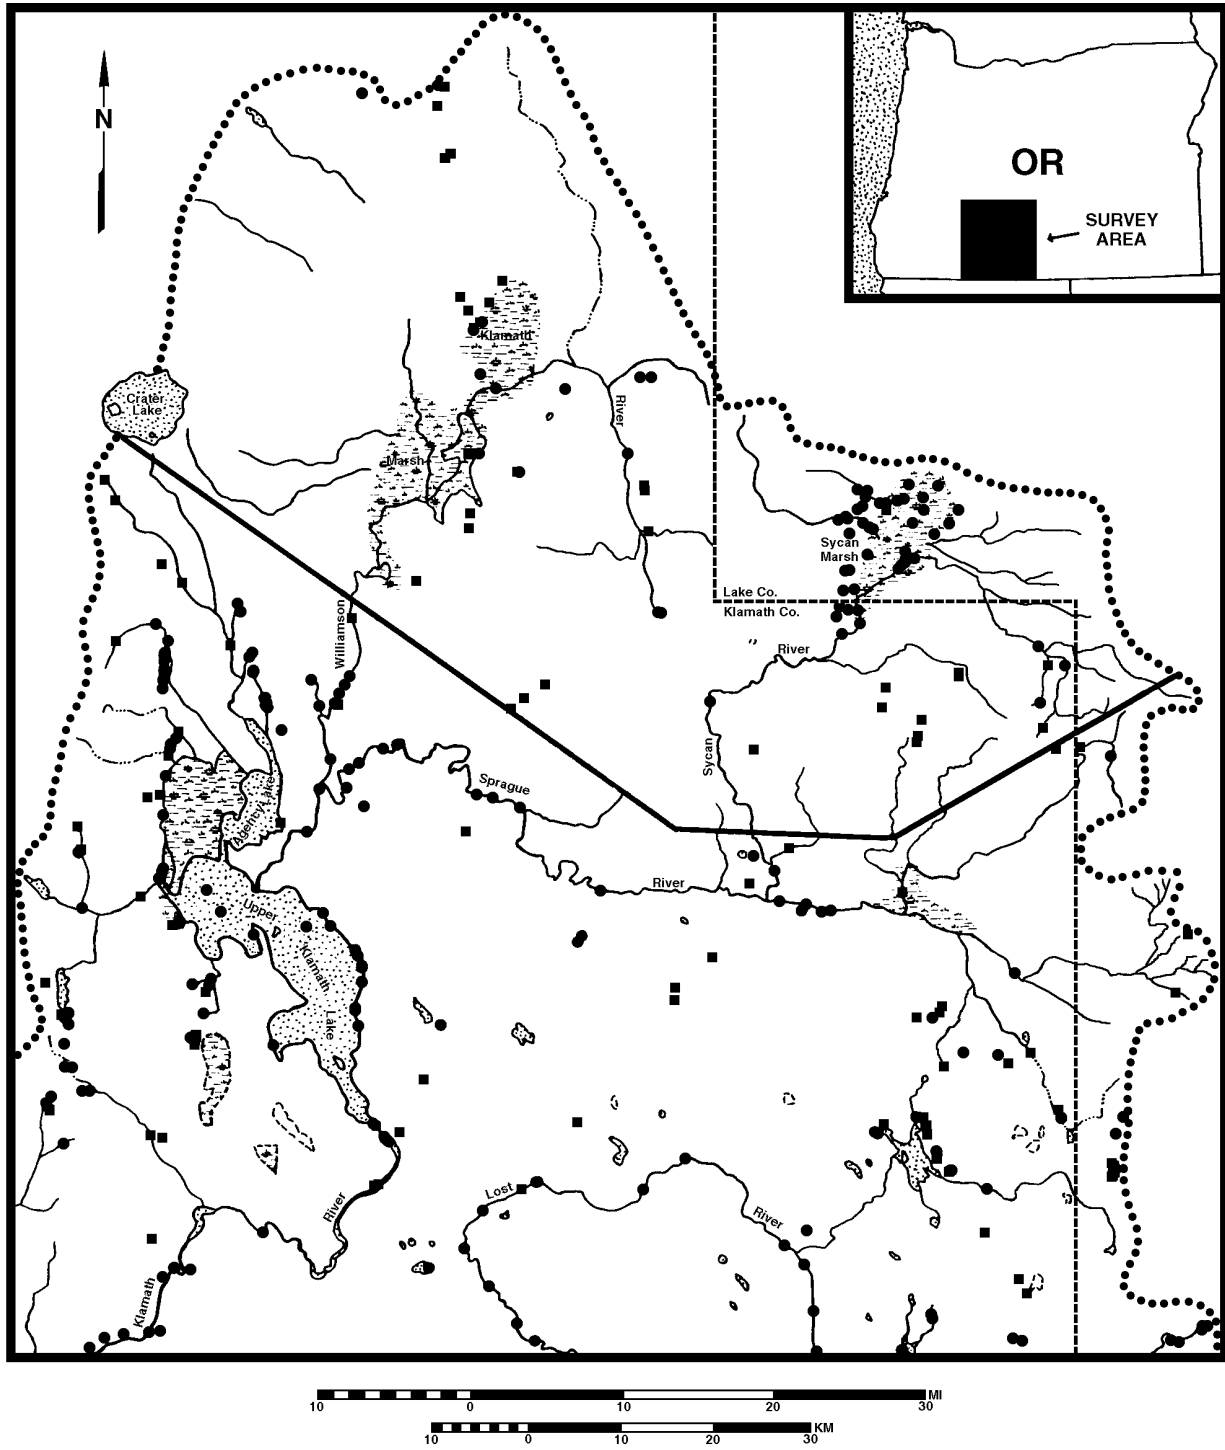 N
OR
SURVEY
AREA
Klamath
Crater
Lake
River
Marsh
Sycan
Marsh
Lake Co.
Klamath Co.
Williamson
River
Sycan
Sprague
Agency Lake
River
Upper
Klamath
Lake
River
Lost
River
Klamath
10 0 10 20 30 MI
10 0 10 20 30 KM